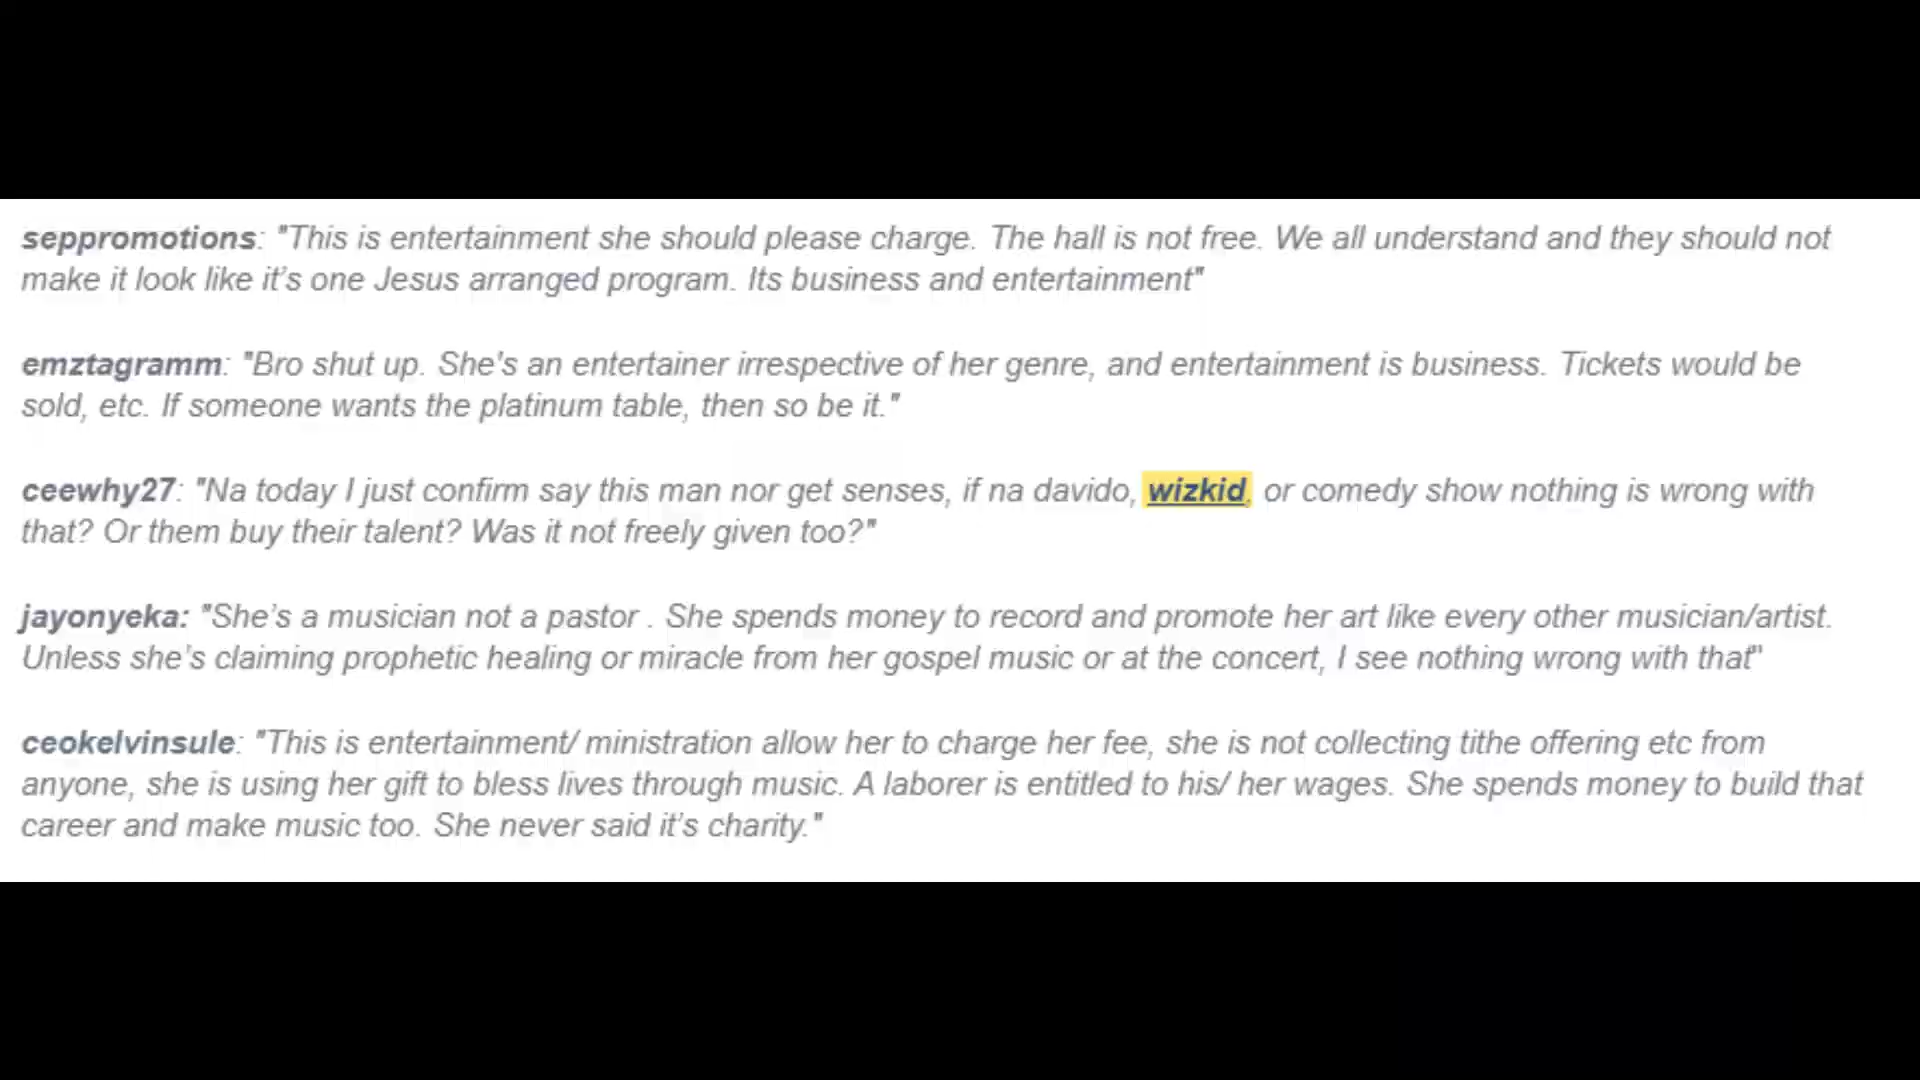 seppromotions: "This is entertainment she should please charge. The hall is not free. We all understand and they should not
make it look like it's one Jesus arranged program. Its business and entertainment"
emztagramm: "Bro shut up. She's an entertainer irrespective of her genre, and entertainment is business. Tickets would be
sold, etc. If someone wants the platinum table, then so be it."
ceewhy27: "Na today I just confirm say this man nor get senses, if na davido, wizkid, or comedy show nothing is wrong with
that? Or them buy their talent? Was it not freely given too?"
jayonyeka: "She's a musician not a pastor . She spends money to record and promote her art like every other musician/artist.
Unless she's claiming prophetic healing or miracle from her gospel music or at the concert, I see nothing wrong with that"
ceokelvinsule: "This is entertainment/ ministration allow her to charge her fee, she is not collecting tithe offering etc from
anyone, she is using her gift to bless lives through music. A laborer is entitled to his/ her wages. She spends money to build that
career and make music too. She never said it's charity."